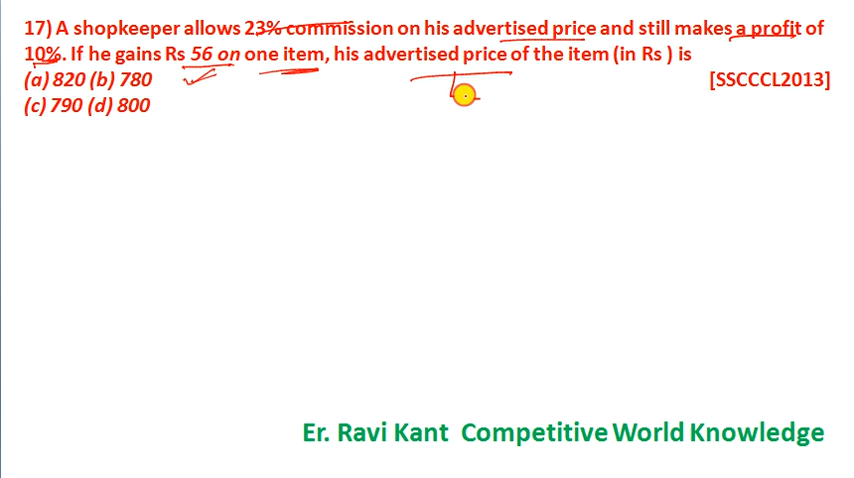 17) A shopkeeper allows 23% commission on his advertised price and still makes a profit of
10%. If he gains Rs 56 on one item, his advertised price of the item (in Rs ) is
(a) 820 (b) 780 [SSCCCL2013]
(c) 790 (d) 800
Er. Ravi Kant Competitive World Knowledge